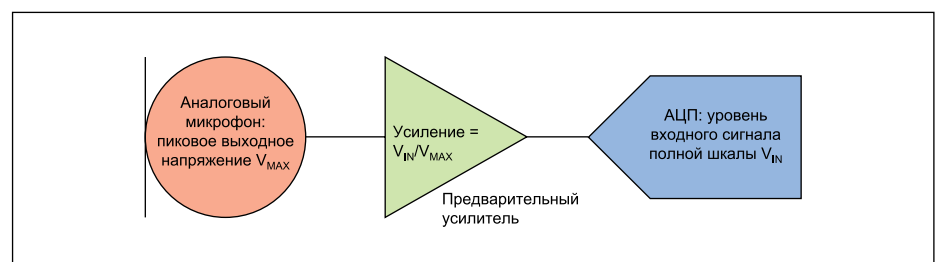 Аналоговый
микрофон:
пиковое выходное
напряжение VMAX
Усиление =
VIN/VMAX
Предварительный
усилитель
АЦП: уровень
входного сигнала
полной шкалы VIN